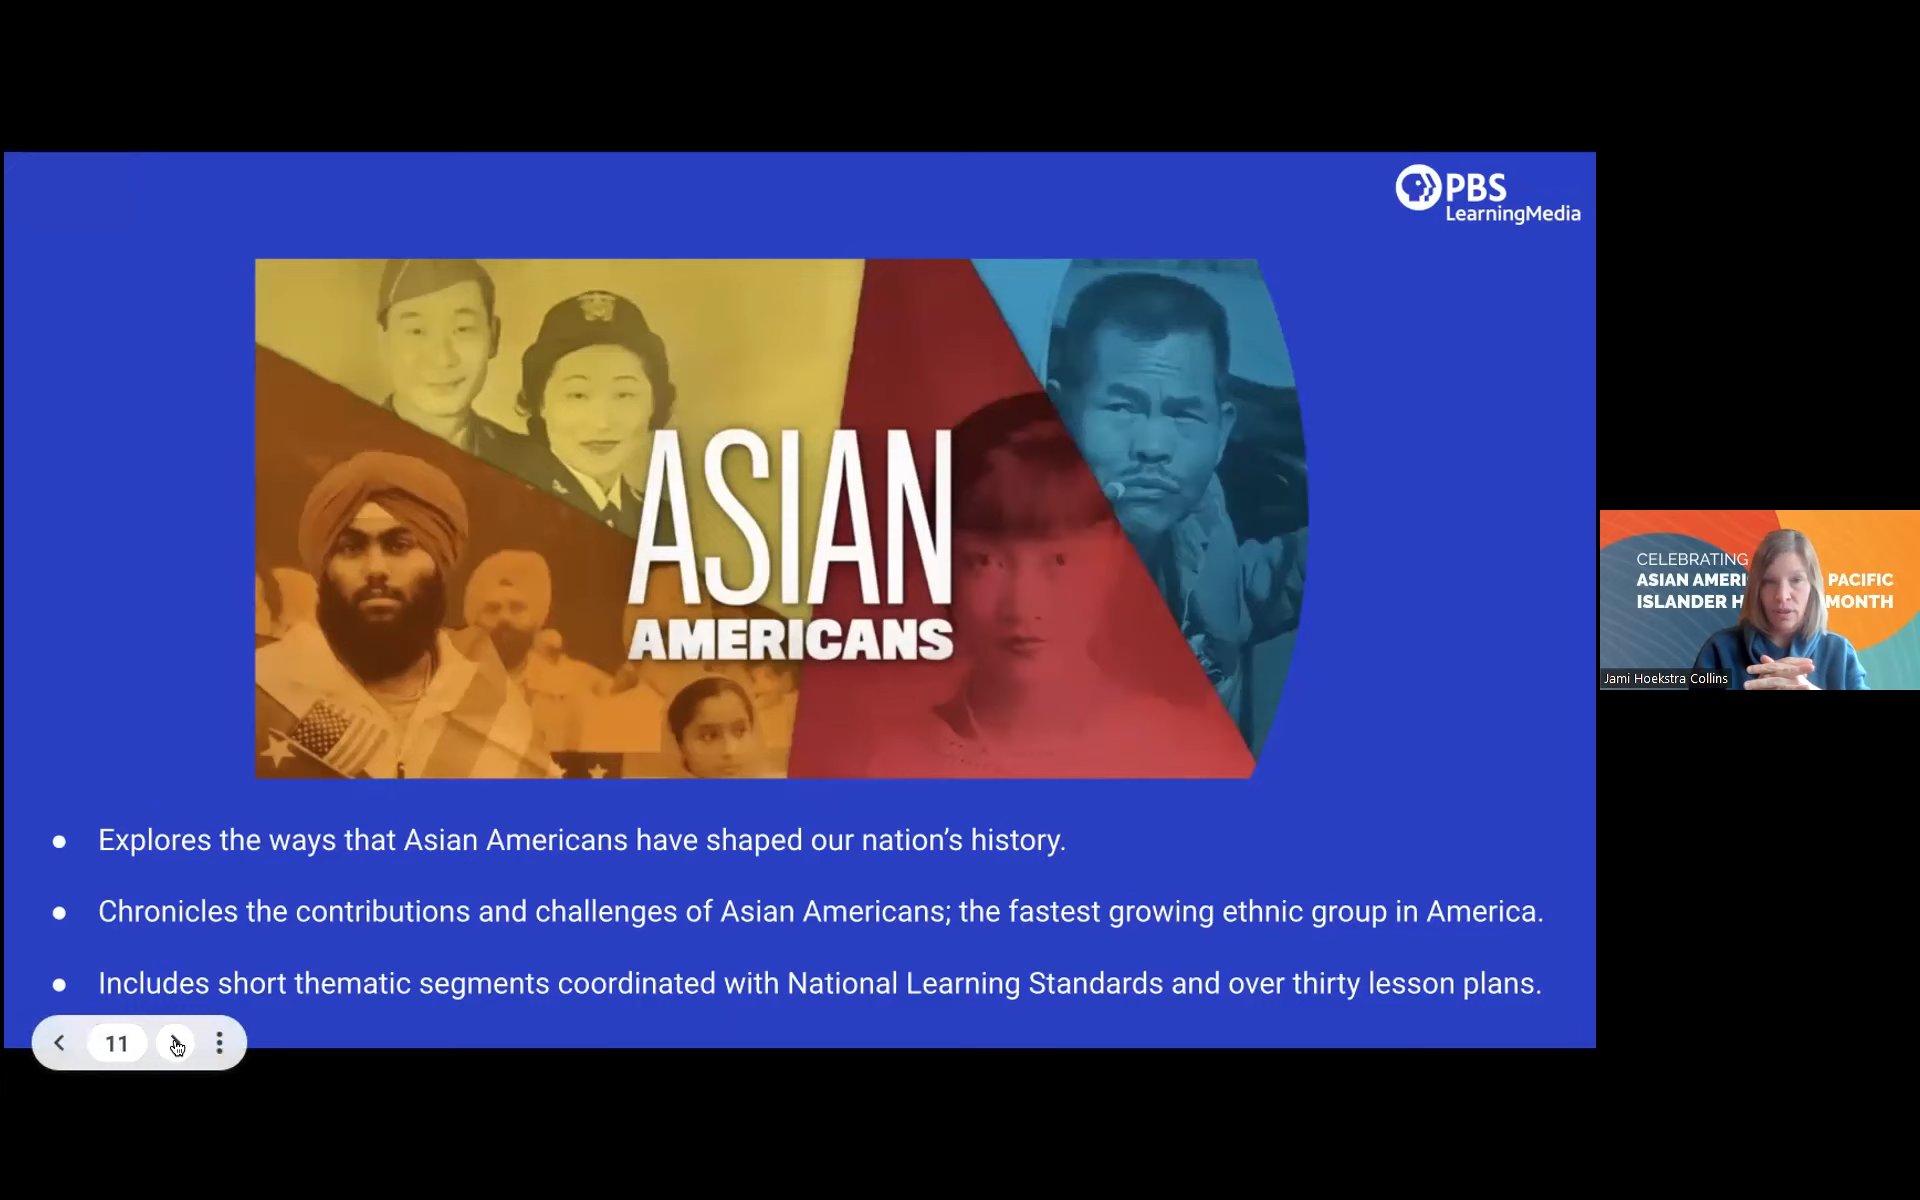 PBS
LearningMedia
ASIAN
AMERICANS
● Explores the ways that Asian Americans have shaped our nation’s history.
● Chronicles the contributions and challenges of Asian Americans; the fastest growing ethnic group in America.
● Includes short thematic segments coordinated with National Learning Standards and over thirty lesson plans.
11
CELEBRATING
ASIAN AMERI PACIFIC
ISLANDER H MONTH
Jami Hoekstra Collins